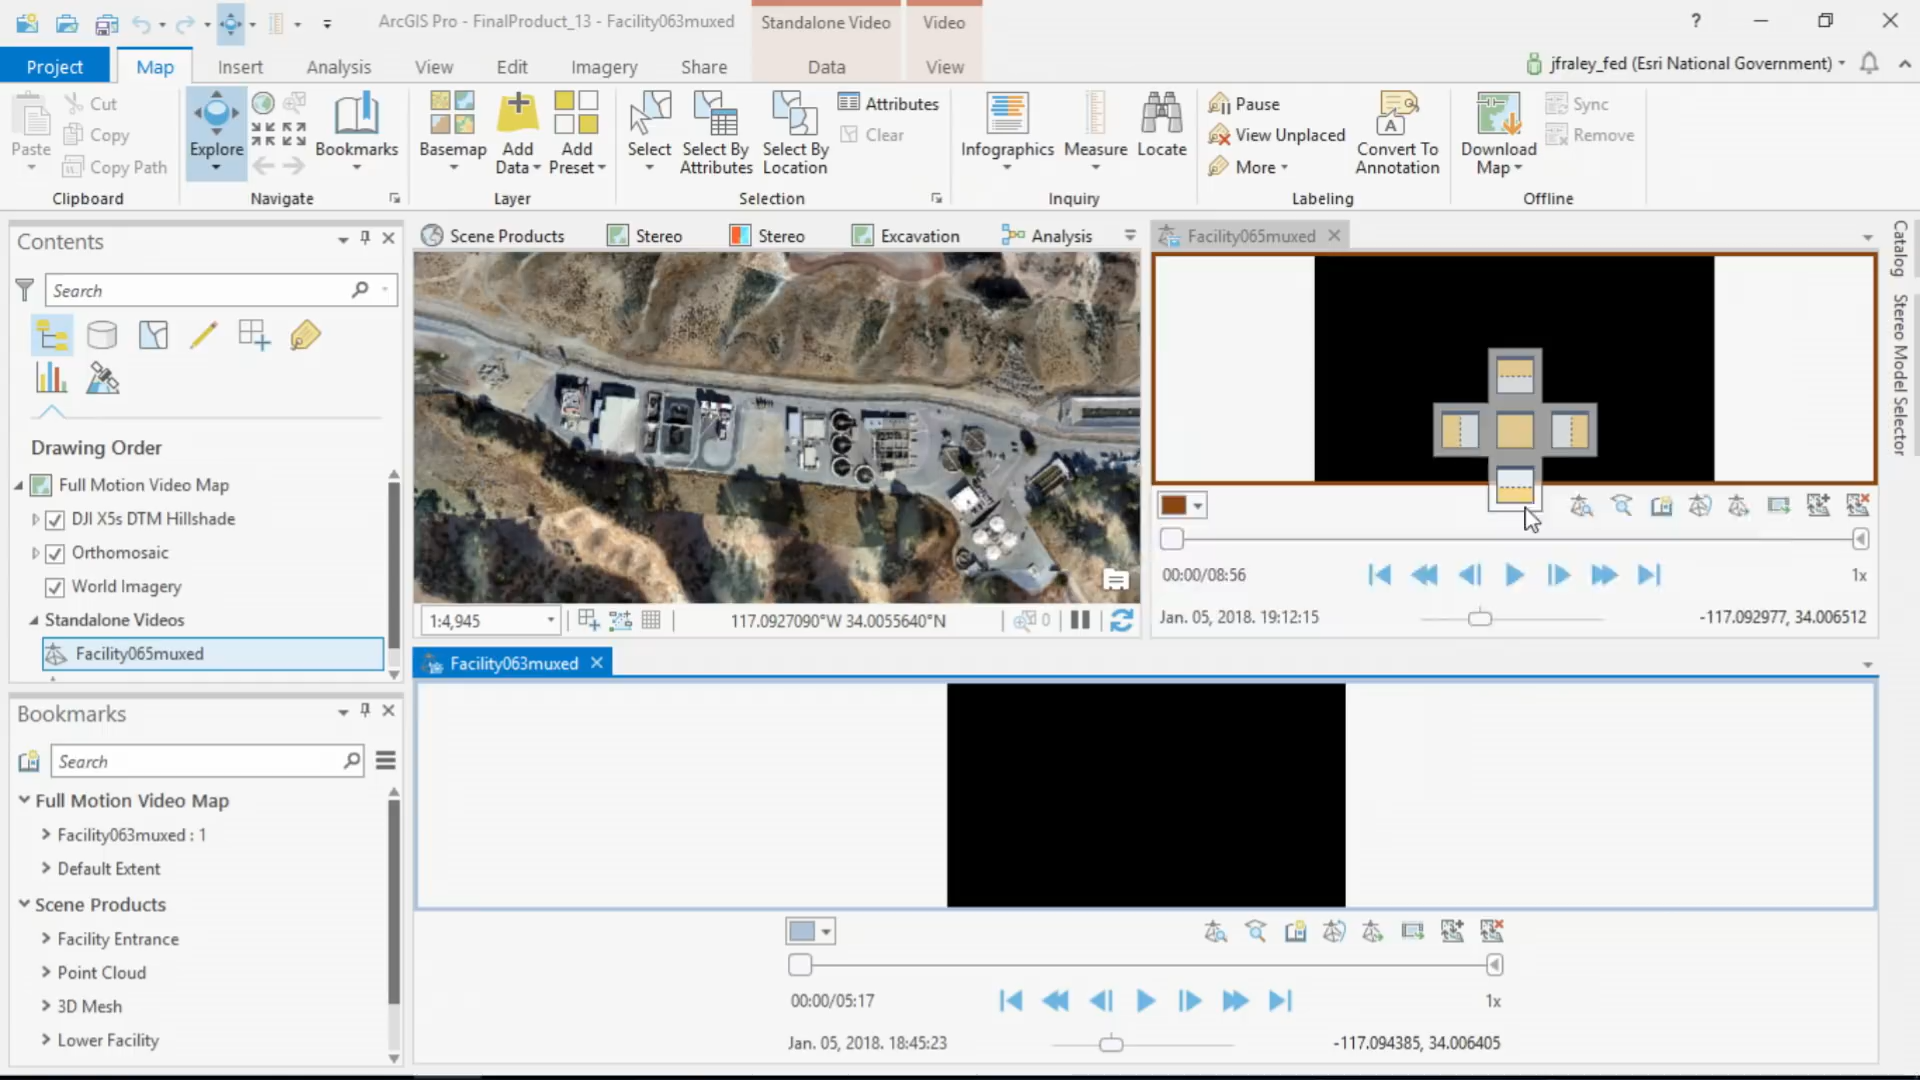 ArcGIS Pro - FinalProduct_13 - Facility063muxed
Standalone Video
Video
?
Project
Map
Insert
Analysis
View
Edit
Imagery
Share
Data
View
jfraley_fed (Esri National Government)
Paste
Cut
Copy
Copy Path
Clipboard
Explore
Bookmarks
Navigate
Basemap
Add Data
Add Preset
Layer
Select
Select By Attributes
Select By Location
Attributes
Clear
Selection
Infographics
Measure
Locate
Inquiry
Pause
View Unplaced
More
Convert To Annotation
Labeling
Download Map
Sync
Remove
Offline
Contents
Search
Drawing Order
Full Motion Video Map
DJI X5s DTM Hillshade
Orthomosaic
World Imagery
Standalone Videos
Facility065muxed
Bookmarks
Search
Full Motion Video Map
Facility063muxed : 1
Default Extent
Scene Products
Facility Entrance
Point Cloud
3D Mesh
Lower Facility
Scene Products
Stereo
Stereo
Excavation
Analysis
1:4,945
117.0927090°W 34.0055640°N
0
Facility065muxed
00:00/08:56
1x
Jan. 05, 2018. 19:12:15
-117.092977, 34.006512
Catalog
Stereo Model Selector
Facility063muxed
00:00/05:17
1x
Jan. 05, 2018. 18:45:23
-117.094385, 34.006405